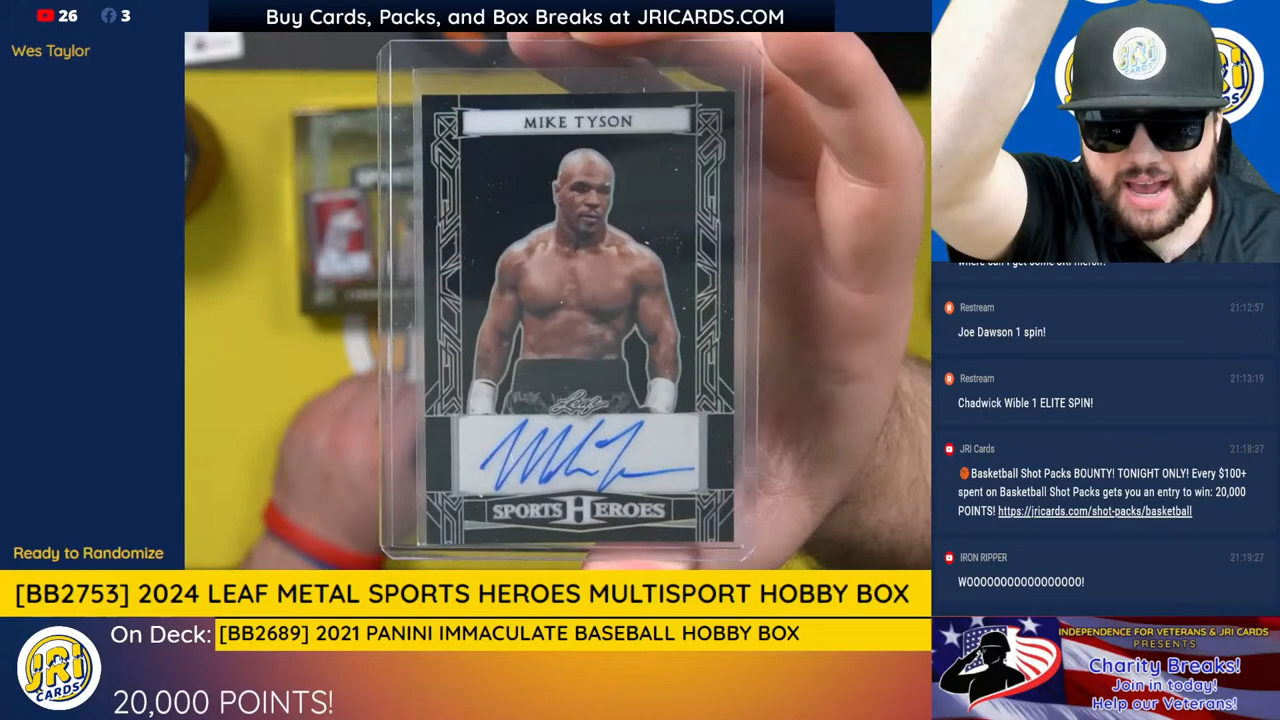 26
3
Buy Cards, Packs, and Box Breaks at JRICARDS.COM
Wes Taylor
MIKE TYSON
Leaf
SPORTS HEROES
JRI
CARDS
Restream
21:12:57
Joe Dawson 1 spin!
Restream
21:13:19
Chadwick Wible 1 ELITE SPIN!
JRI Cards
21:18:37
Basketball Shot Packs BOUNTY! TONIGHT ONLY! Every $100+
spent on Basketball Shot Packs gets you an entry to win: 20,000
POINTS! https://jricards.com/shot-packs/basketball
IRON RIPPER
21:19:27
WOOOOOOOOOOOOOOOO!
Ready to Randomize
[BB2753] 2024 LEAF METAL SPORTS HEROES MULTISPORT HOBBY BOX
On Deck: [BB2689] 2021 PANINI IMMACULATE BASEBALL HOBBY BOX
JRI
CARDS
20,000 POINTS!
INDEPENDENCE FOR VETERANS & JRI CARDS
PRESENTS
Charity Breaks!
Join in today!
Help our Veterans!